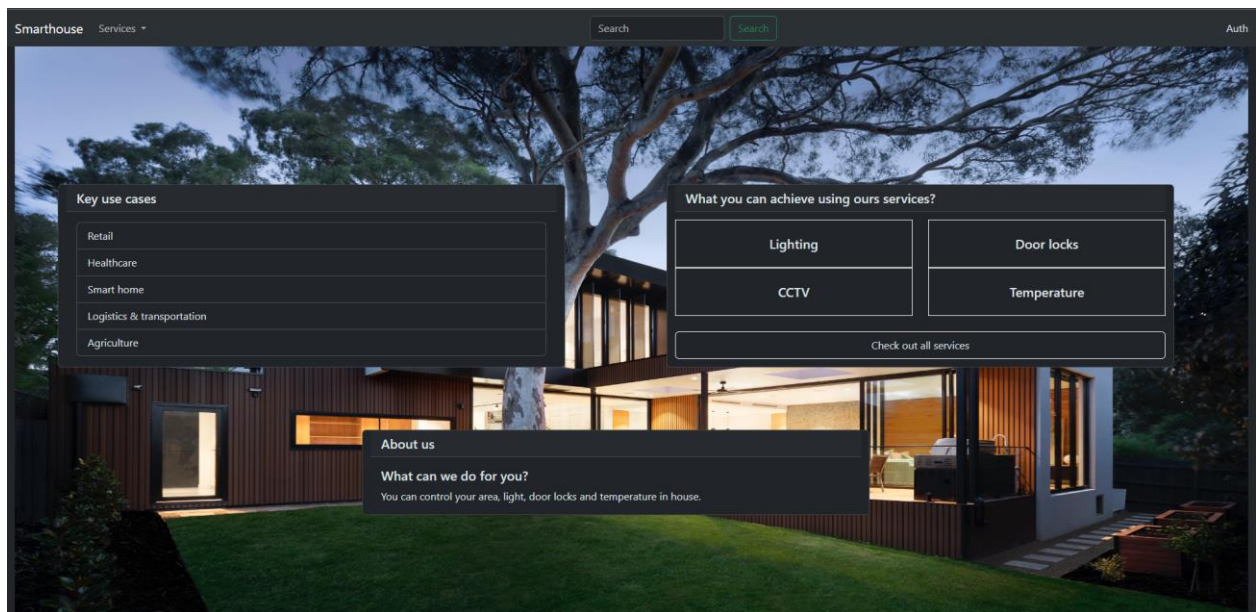 Smarthouse Services Search Search Auth
Key use cases
Retail
Healthcare
Smart home
Logistics & transportation
Agriculture
What you can achieve using ours services?
Lighting Door locks
CCTV Temperature
Check out all services
About us
What can we do for you?
You can control your area, light, door locks and temperature in house.